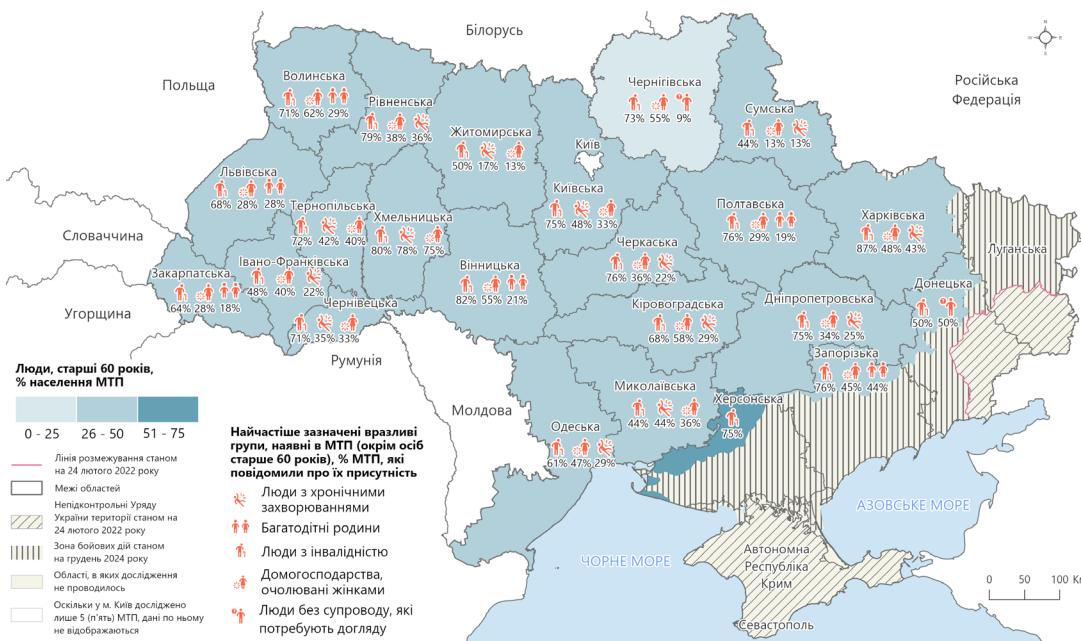 Білорусь
Польща
Російська
Федерація
Словаччина
Угорщина
Румунія
Молдова
Волинська
71% 62% 29%
Рівненська
79% 38% 36%
Житомирська
50% 17% 13%
Чернігівська
73% 55% 9%
Сумська
44% 13% 13%
Київ
Київська
75% 48% 33%
Львівська
68% 28% 28%
Тернопільська
72% 42% 40%
Хмельницька
80% 78% 75%
Полтавська
76% 29% 19%
Харківська
87% 48% 43%
Луганська
Черкаська
76% 36% 22%
Закарпатська
64% 28% 18%
Івано-Франківська
48% 40% 22%
Чернівецька
71% 35% 33%
Вінницька
82% 55% 21%
Кіровоградська
68% 58% 29%
Дніпропетровська
75% 34% 25%
Донецька
50% 50%
Запорізька
76% 45% 44%
Миколаївська
44% 44% 36%
Херсонська
75%
Одеська
61% 47% 29%
АЗОВСЬКЕ МОРЕ
ЧОРНЕ МОРЕ
Автономна
Республіка
Крим
Севастополь
N
W E
S
0 50 100 Km
Люди, старші 60 років,
% населення МТП
0 - 25 26 - 50 51 - 75
Лінія розмежування станом
на 24 лютого 2022 року
Межі областей
Непідконтрольні Уряду
України території станом на
24 лютого 2022 року
Зона бойових дій станом
на грудень 2024 року
Області, в яких дослідження
не проводилось
Оскільки у м. Київ досліджено
лише 5 (п'ять) МТП, дані по ньому
не відображаються
Найчастіше зазначені вразливі
групи, наявні в МТП (окрім осіб
старше 60 років), % МТП, які
повідомили про їх присутність
Люди з хронічними
захворюваннями
Багатодітні родини
Люди з інвалідністю
Домогосподарства,
очолювані жінками
Люди без супроводу, які
потребують догляду